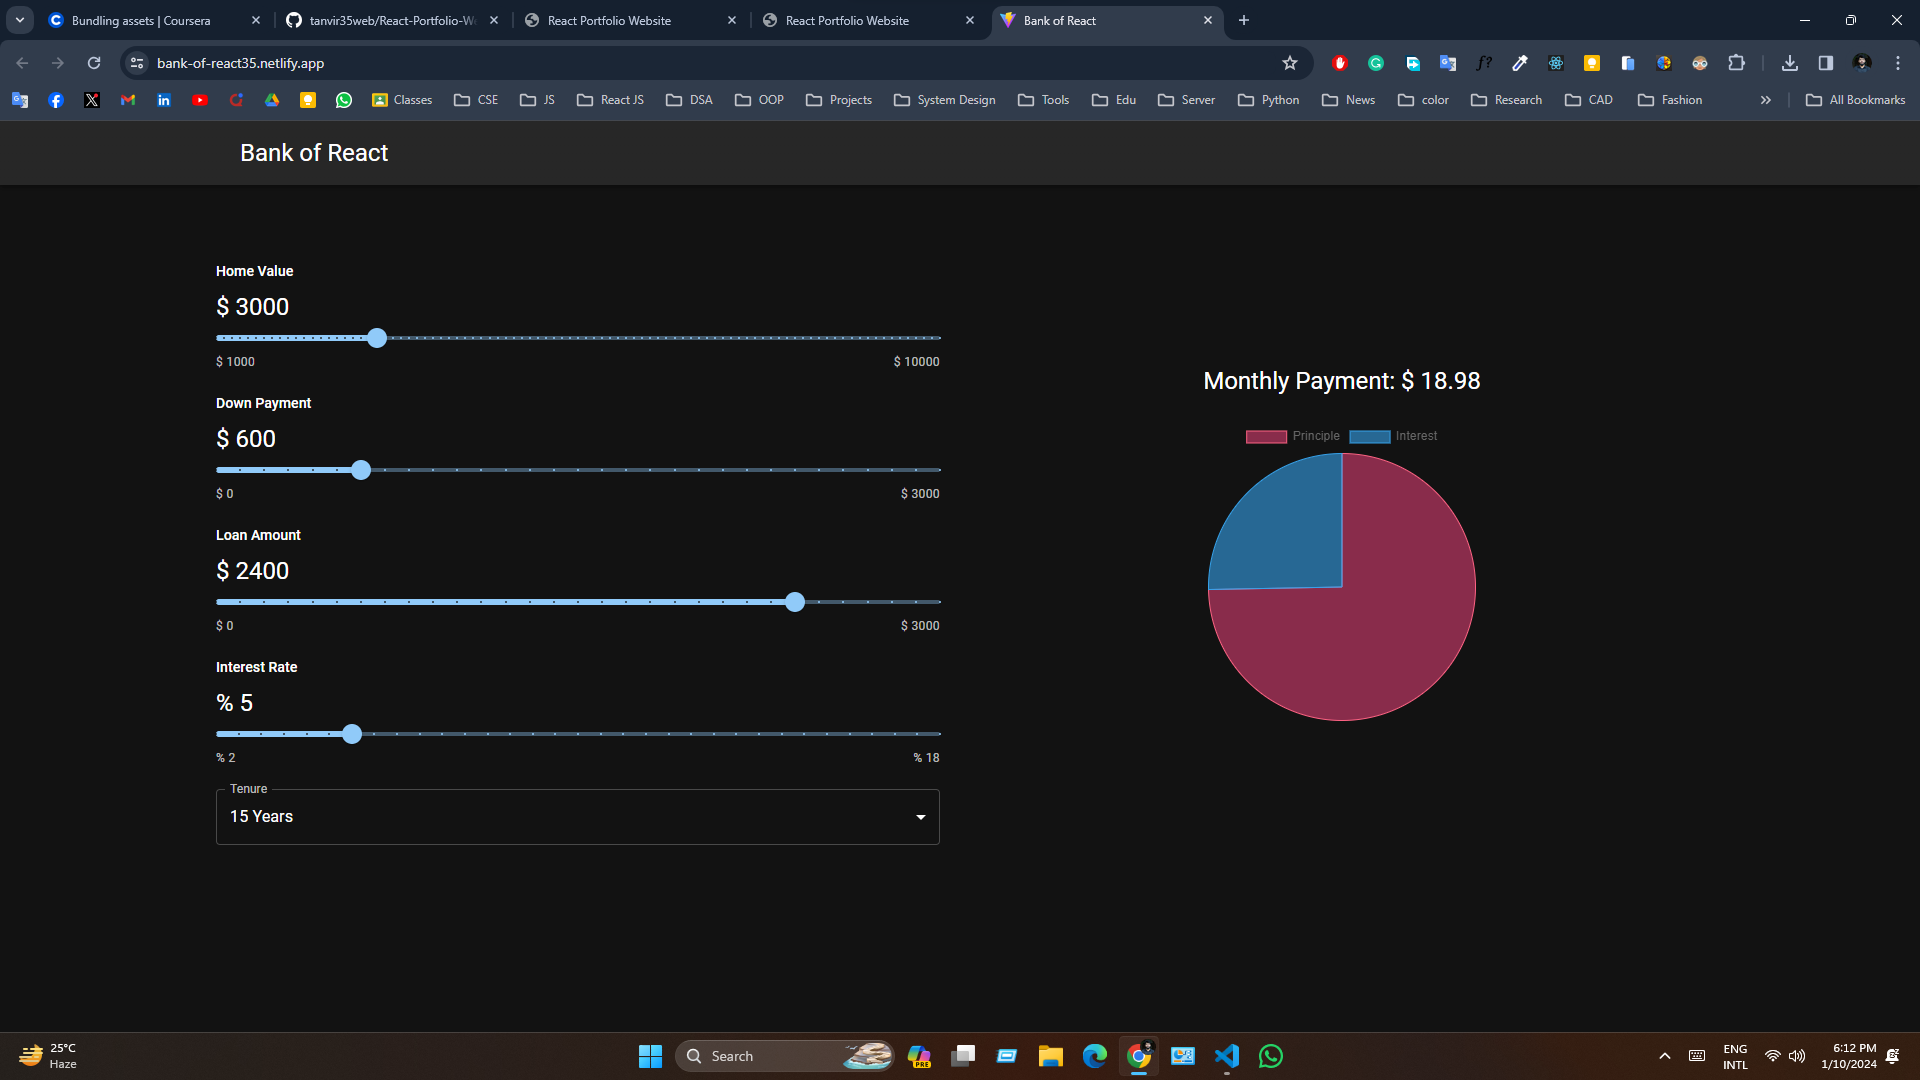 Bundling assets | Coursera
tanvir35web/React-Portfolio-We
React Portfolio Website
React Portfolio Website
Bank of React
bank-of-react35.netlify.app
Classes
CSE
JS
React JS
DSA
OOP
Projects
System Design
Tools
Edu
Server
Python
News
color
Research
CAD
Fashion
All Bookmarks
Bank of React
Home Value
$ 3000
$ 1000
$ 10000
Down Payment
$ 600
$ 0
$ 3000
Loan Amount
$ 2400
$ 0
$ 3000
Interest Rate
% 5
% 2
% 18
Tenure
15 Years
Monthly Payment: $ 18.98
Principle
Interest
25°C
Haze
Search
PRE
ENG
INTL
6:12 PM
1/10/2024